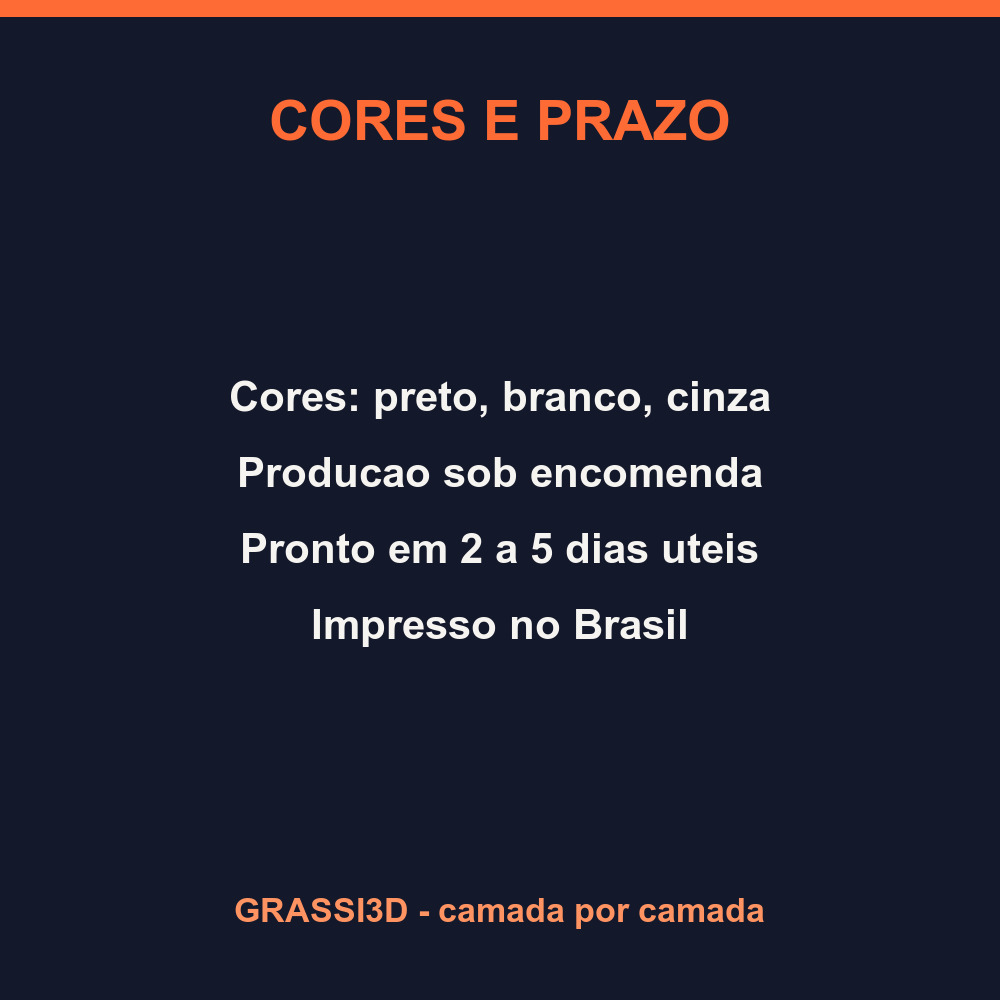 CORES E PRAZO
Cores: preto, branco, cinza
Producao sob encomenda
Pronto em 2 a 5 dias uteis
Impresso no Brasil
GRASSI3D - camada por camada